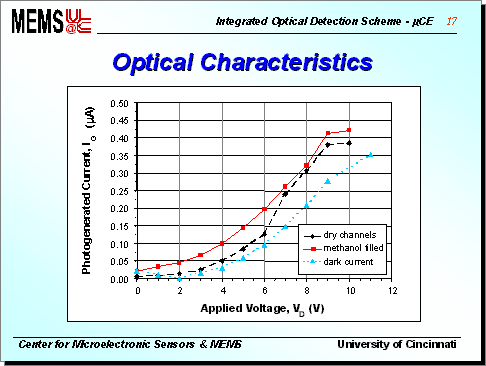 MEMS U@C
Integrated Optical Detection Scheme - µCE 17
Optical Characteristics
Photogenerated Current, I_O (µA)
0.50
0.45
0.40
0.35
0.30
0.25
0.20
0.15
0.10
0.05
0.00
dry channels
methanol filled
dark current
0 2 4 6 8 10 12
Applied Voltage, V_D (V)
Center for Microelectronic Sensors & MEMS
University of Cincinnati